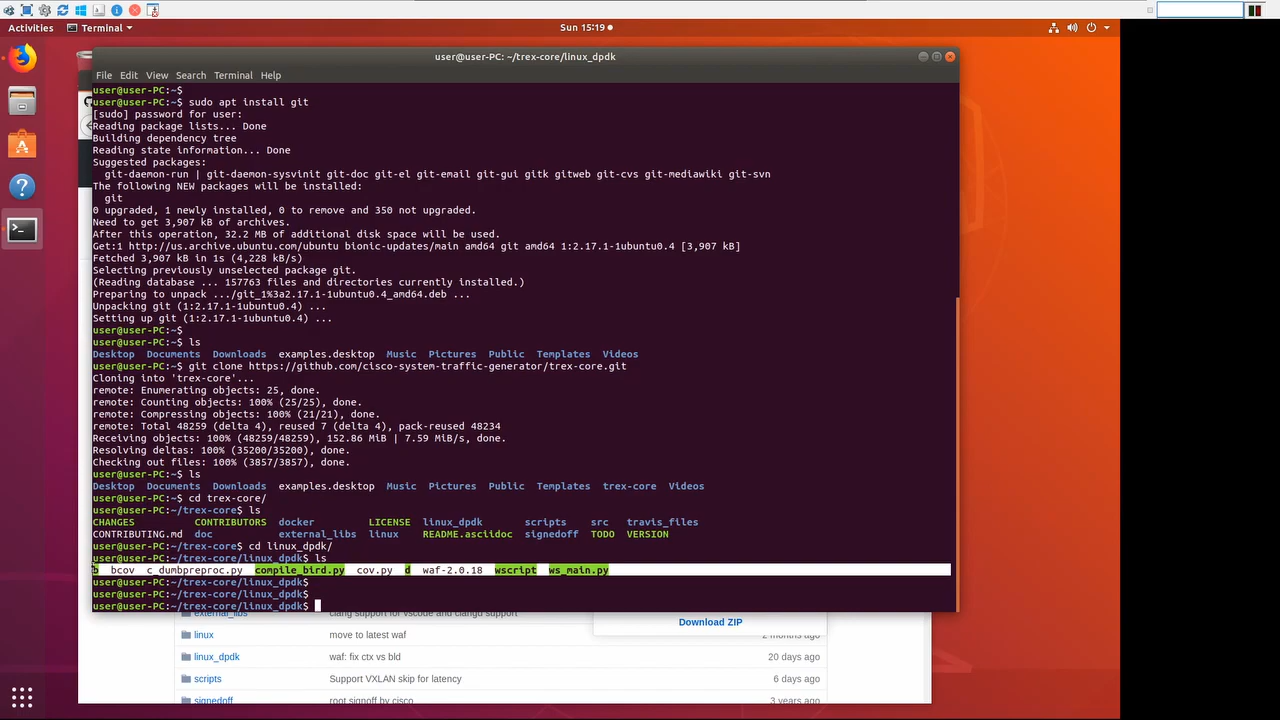 Activities Terminal Sun 15:19
user@user-PC: ~/trex-core/linux_dpdk
File Edit View Search Terminal Help
user@user-PC:~$
user@user-PC:~$ sudo apt install git
[sudo] password for user:
Reading package lists... Done
Building dependency tree
Reading state information... Done
Suggested packages:
git-daemon-run | git-daemon-sysvinit git-doc git-el git-email git-gui gitk gitweb git-cvs git-mediawiki git-svn
The following NEW packages will be installed:
git
0 upgraded, 1 newly installed, 0 to remove and 350 not upgraded.
Need to get 3,907 kB of archives.
After this operation, 32.2 MB of additional disk space will be used.
Get:1 http://us.archive.ubuntu.com/ubuntu bionic-updates/main amd64 git amd64 1:2.17.1-1ubuntu0.4 [3,907 kB]
Fetched 3,907 kB in 1s (4,228 kB/s)
Selecting previously unselected package git.
(Reading database ... 157763 files and directories currently installed.)
Preparing to unpack .../git_1%3a2.17.1-1ubuntu0.4_amd64.deb ...
Unpacking git (1:2.17.1-1ubuntu0.4) ...
Setting up git (1:2.17.1-1ubuntu0.4) ...
user@user-PC:~$
user@user-PC:~$ ls
Desktop Documents Downloads examples.desktop Music Pictures Public Templates Videos
user@user-PC:~$ git clone https://github.com/cisco-system-traffic-generator/trex-core.git
Cloning into 'trex-core'...
remote: Enumerating objects: 25, done.
remote: Counting objects: 100% (25/25), done.
remote: Compressing objects: 100% (21/21), done.
remote: Total 48259 (delta 4), reused 7 (delta 4), pack-reused 48234
Receiving objects: 100% (48259/48259), 152.86 MiB | 7.59 MiB/s, done.
Resolving deltas: 100% (35200/35200), done.
Checking out files: 100% (3857/3857), done.
user@user-PC:~$ ls
Desktop Documents Downloads examples.desktop Music Pictures Public Templates trex-core Videos
user@user-PC:~$ cd trex-core/
user@user-PC:~/trex-core$ ls
CHANGES CONTRIBUTORS docker LICENSE linux_dpdk scripts src travis_files
CONTRIBUTING.md doc external_libs linux README.asciidoc signedoff TODO VERSION
user@user-PC:~/trex-core$ cd linux_dpdk/
user@user-PC:~/trex-core/linux_dpdk$ ls
b bcov c_dumbpreproc.py compile_bird.py cov.py d waf-2.0.18 wscript ws_main.py
user@user-PC:~/trex-core/linux_dpdk$
user@user-PC:~/trex-core/linux_dpdk$
user@user-PC:~/trex-core/linux_dpdk$
external_libs clang support for vscode and clangd support
Download ZIP
linux move to latest waf 2 months ago
linux_dpdk waf: fix ctx vs bld 20 days ago
scripts Support VXLAN skip for latency 6 days ago
signedoff root signoff by cisco 3 years ago